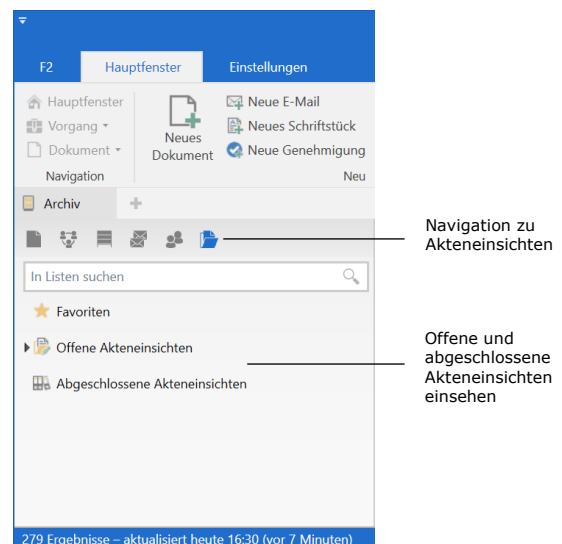 F2 Hauptfenster Einstellungen
Hauptfenster
Vorgang
Dokument
Navigation
Neues
Dokument
Neue E-Mail
Neues Schriftstück
Neue Genehmigung
Neu
Archiv
In Listen suchen
Favoriten
Offene Akteneinsichten
Abgeschlossene Akteneinsichten
279 Ergebnisse – aktualisiert heute 16:30 (vor 7 Minuten)
Navigation zu
Akteneinsichten
Offene und
abgeschlossene
Akteneinsichten
einsehen